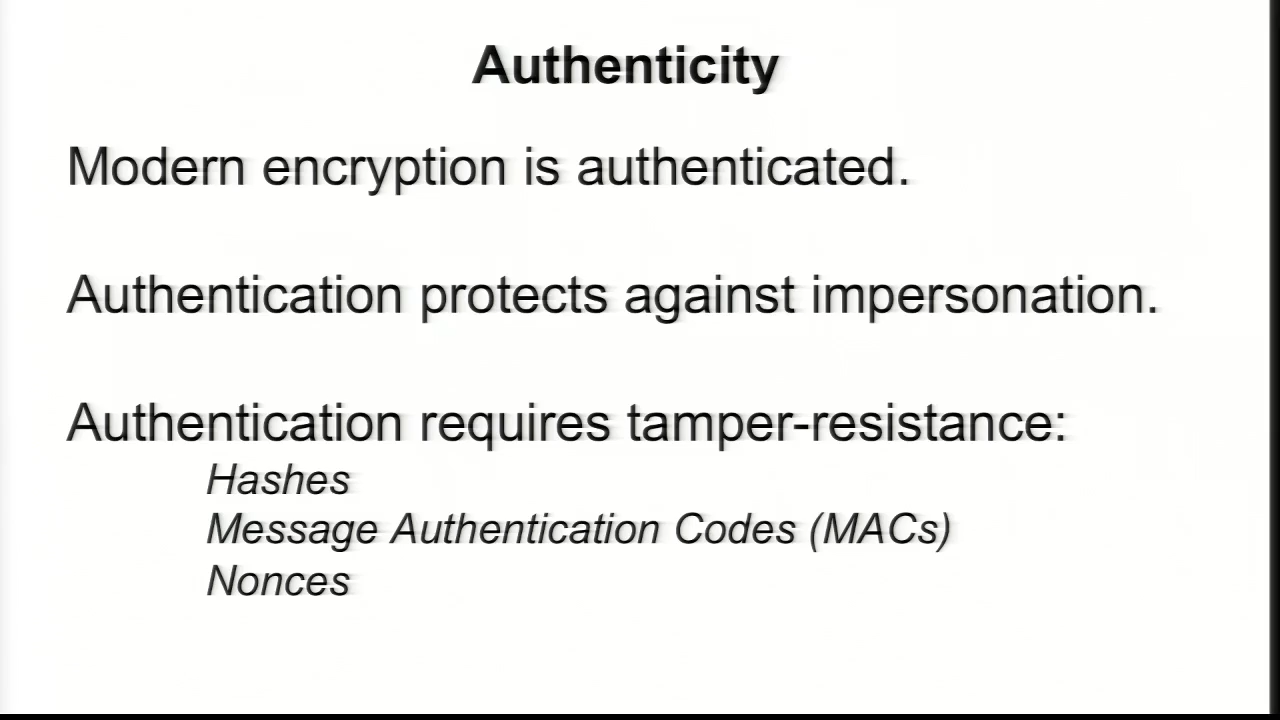 Authenticity
Modern encryption is authenticated.
Authentication protects against impersonation.
Authentication requires tamper-resistance:
Hashes
Message Authentication Codes (MACs)
Nonces